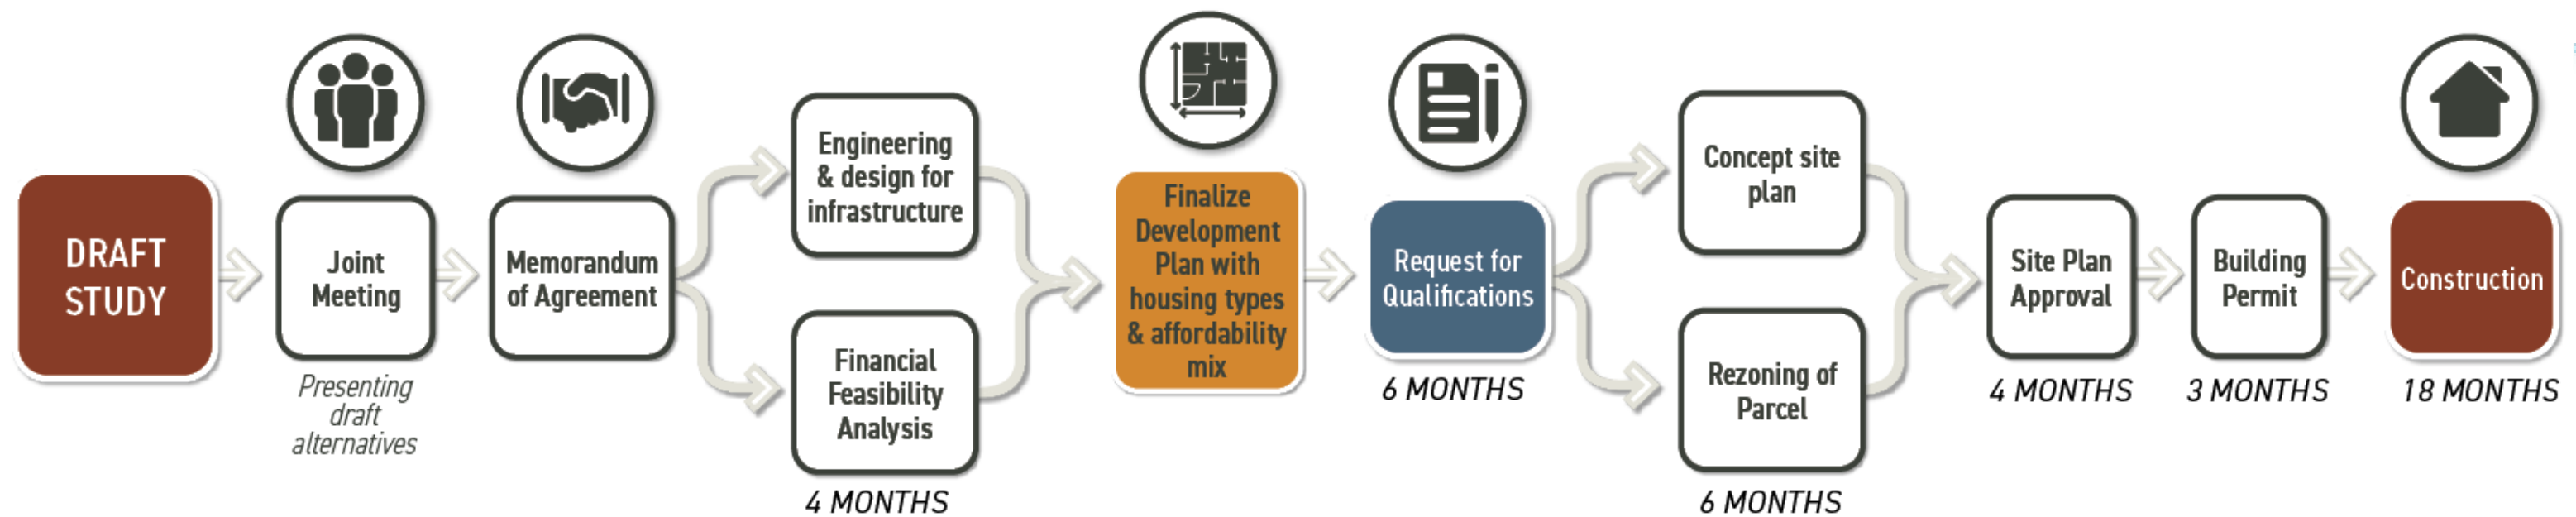 DRAFT
STUDY
Joint
Meeting
Presenting
draft
alternatives
Memorandum
of Agreement
Engineering
& design for
infrastructure
Financial
Feasibility
Analysis
4 MONTHS
Finalize
Development
Plan with
housing types
& affordability
mix
Request for
Qualifications
6 MONTHS
Concept site
plan
Rezoning of
Parcel
6 MONTHS
Site Plan
Approval
4 MONTHS
Building
Permit
3 MONTHS
Construction
18 MONTHS